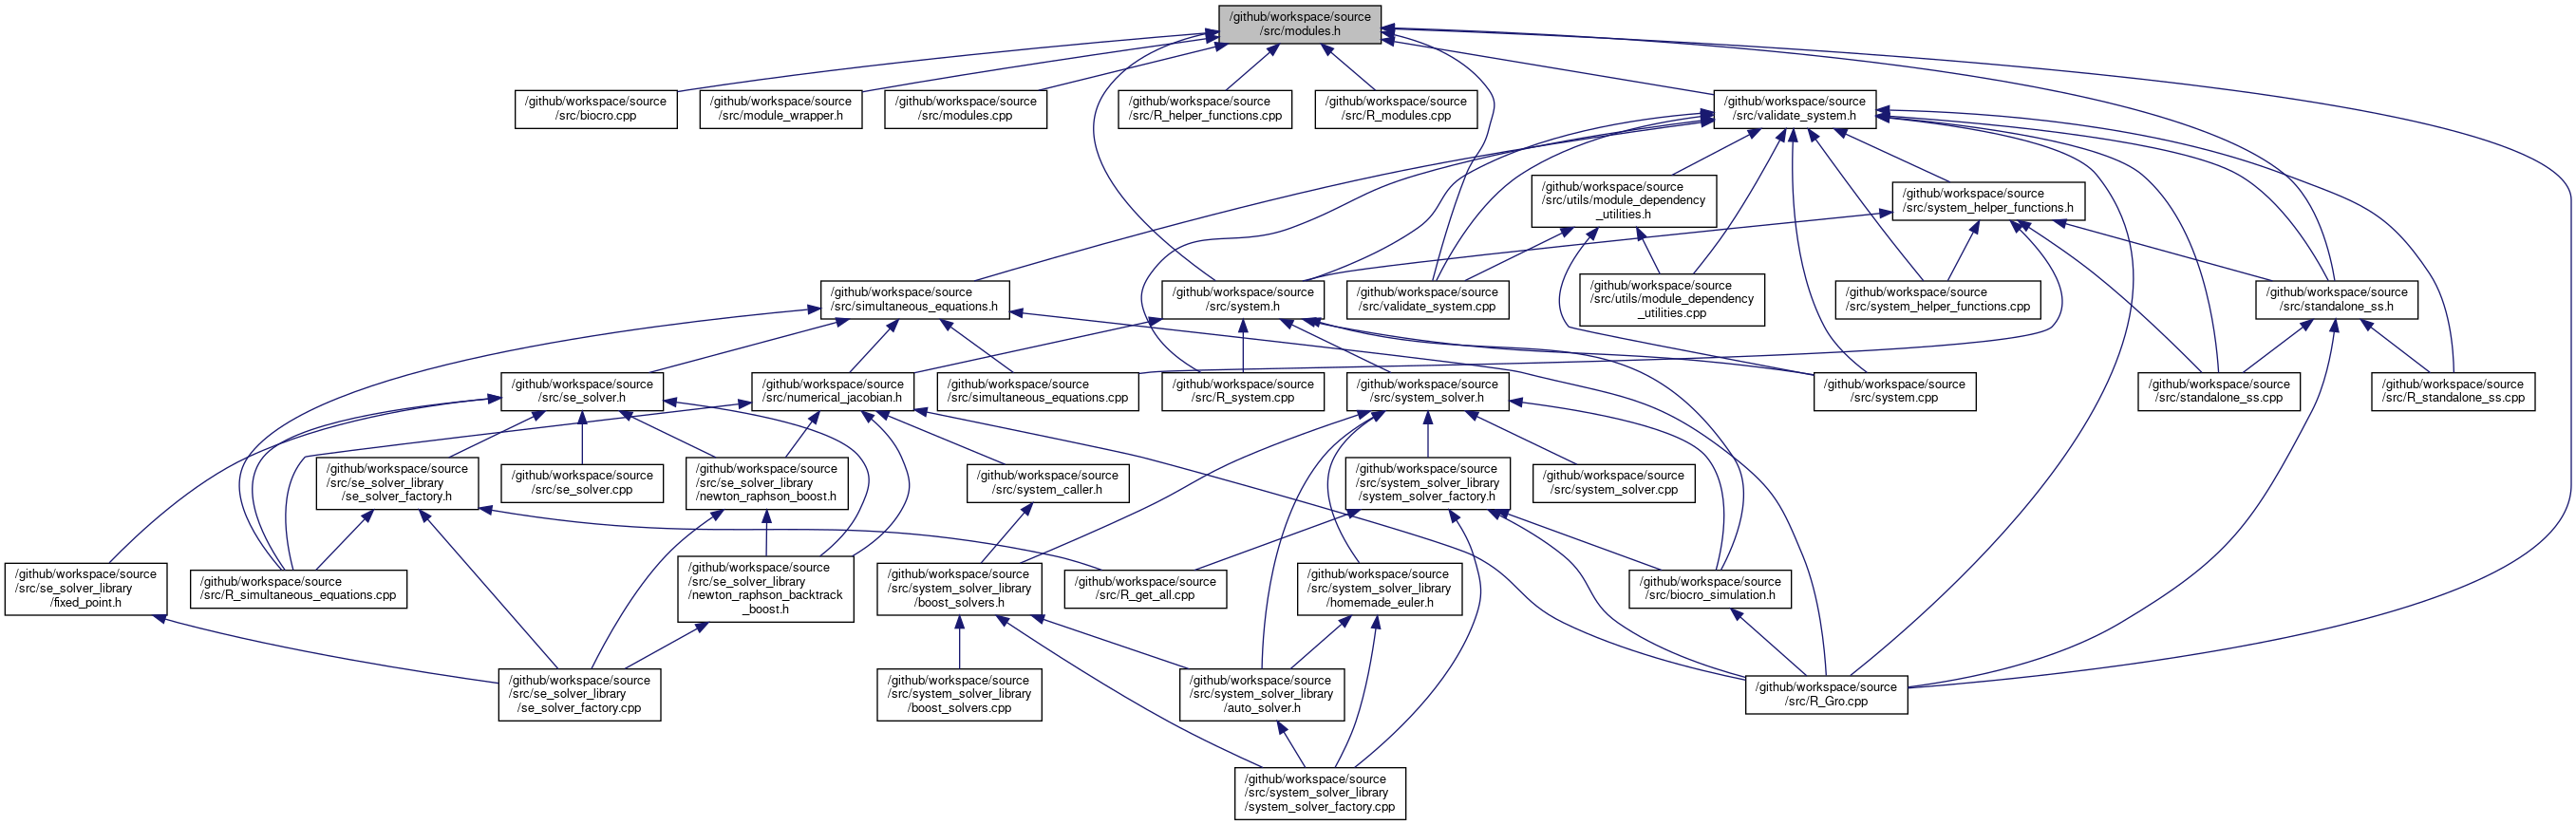 /github/workspace/source
/src/modules.h
/github/workspace/source
/src/biocro.cpp
/github/workspace/source
/src/module_wrapper.h
/github/workspace/source
/src/modules.cpp
/github/workspace/source
/src/R_helper_functions.cpp
/github/workspace/source
/src/R_modules.cpp
/github/workspace/source
/src/validate_system.h
/github/workspace/source
/src/utils/module_dependency
_utilities.h
/github/workspace/source
/src/system_helper_functions.h
/github/workspace/source
/src/simultaneous_equations.h
/github/workspace/source
/src/system.h
/github/workspace/source
/src/validate_system.cpp
/github/workspace/source
/src/utils/module_dependency
_utilities.cpp
/github/workspace/source
/src/system_helper_functions.cpp
/github/workspace/source
/src/standalone_ss.h
/github/workspace/source
/src/se_solver.h
/github/workspace/source
/src/numerical_jacobian.h
/github/workspace/source
/src/simultaneous_equations.cpp
/github/workspace/source
/src/R_system.cpp
/github/workspace/source
/src/system_solver.h
/github/workspace/source
/src/system.cpp
/github/workspace/source
/src/standalone_ss.cpp
/github/workspace/source
/src/R_standalone_ss.cpp
/github/workspace/source
/src/se_solver_library
/se_solver_factory.h
/github/workspace/source
/src/se_solver.cpp
/github/workspace/source
/src/se_solver_library
/newton_raphson_boost.h
/github/workspace/source
/src/system_caller.h
/github/workspace/source
/src/system_solver_library
/system_solver_factory.h
/github/workspace/source
/src/system_solver.cpp
/github/workspace/source
/src/se_solver_library
/fixed_point.h
/github/workspace/source
/src/R_simultaneous_equations.cpp
/github/workspace/source
/src/se_solver_library
/newton_raphson_backtrack
_boost.h
/github/workspace/source
/src/system_solver_library
/boost_solvers.h
/github/workspace/source
/src/R_get_all.cpp
/github/workspace/source
/src/system_solver_library
/homemade_euler.h
/github/workspace/source
/src/biocro_simulation.h
/github/workspace/source
/src/se_solver_library
/se_solver_factory.cpp
/github/workspace/source
/src/system_solver_library
/boost_solvers.cpp
/github/workspace/source
/src/system_solver_library
/auto_solver.h
/github/workspace/source
/src/R_Gro.cpp
/github/workspace/source
/src/system_solver_library
/system_solver_factory.cpp